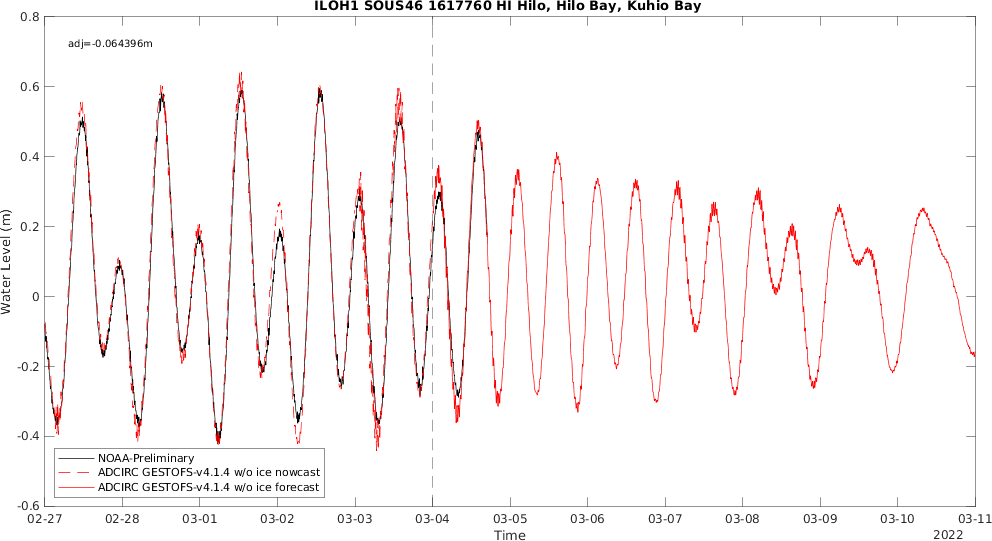 ILOH1 SOUS46 1617760 HI Hilo, Hilo Bay, Kuhio Bay
adj=-0.064396m
0.8
0.6
0.4
0.2
0
-0.2
-0.4
-0.6
Water Level (m)
NOAA-Preliminary
ADCIRC GESTOFS-v4.1.4 w/o ice nowcast
ADCIRC GESTOFS-v4.1.4 w/o ice forecast
02-27 02-28 03-01 03-02 03-03 03-04 03-05 03-06 03-07 03-08 03-09 03-10 03-11
Time
2022